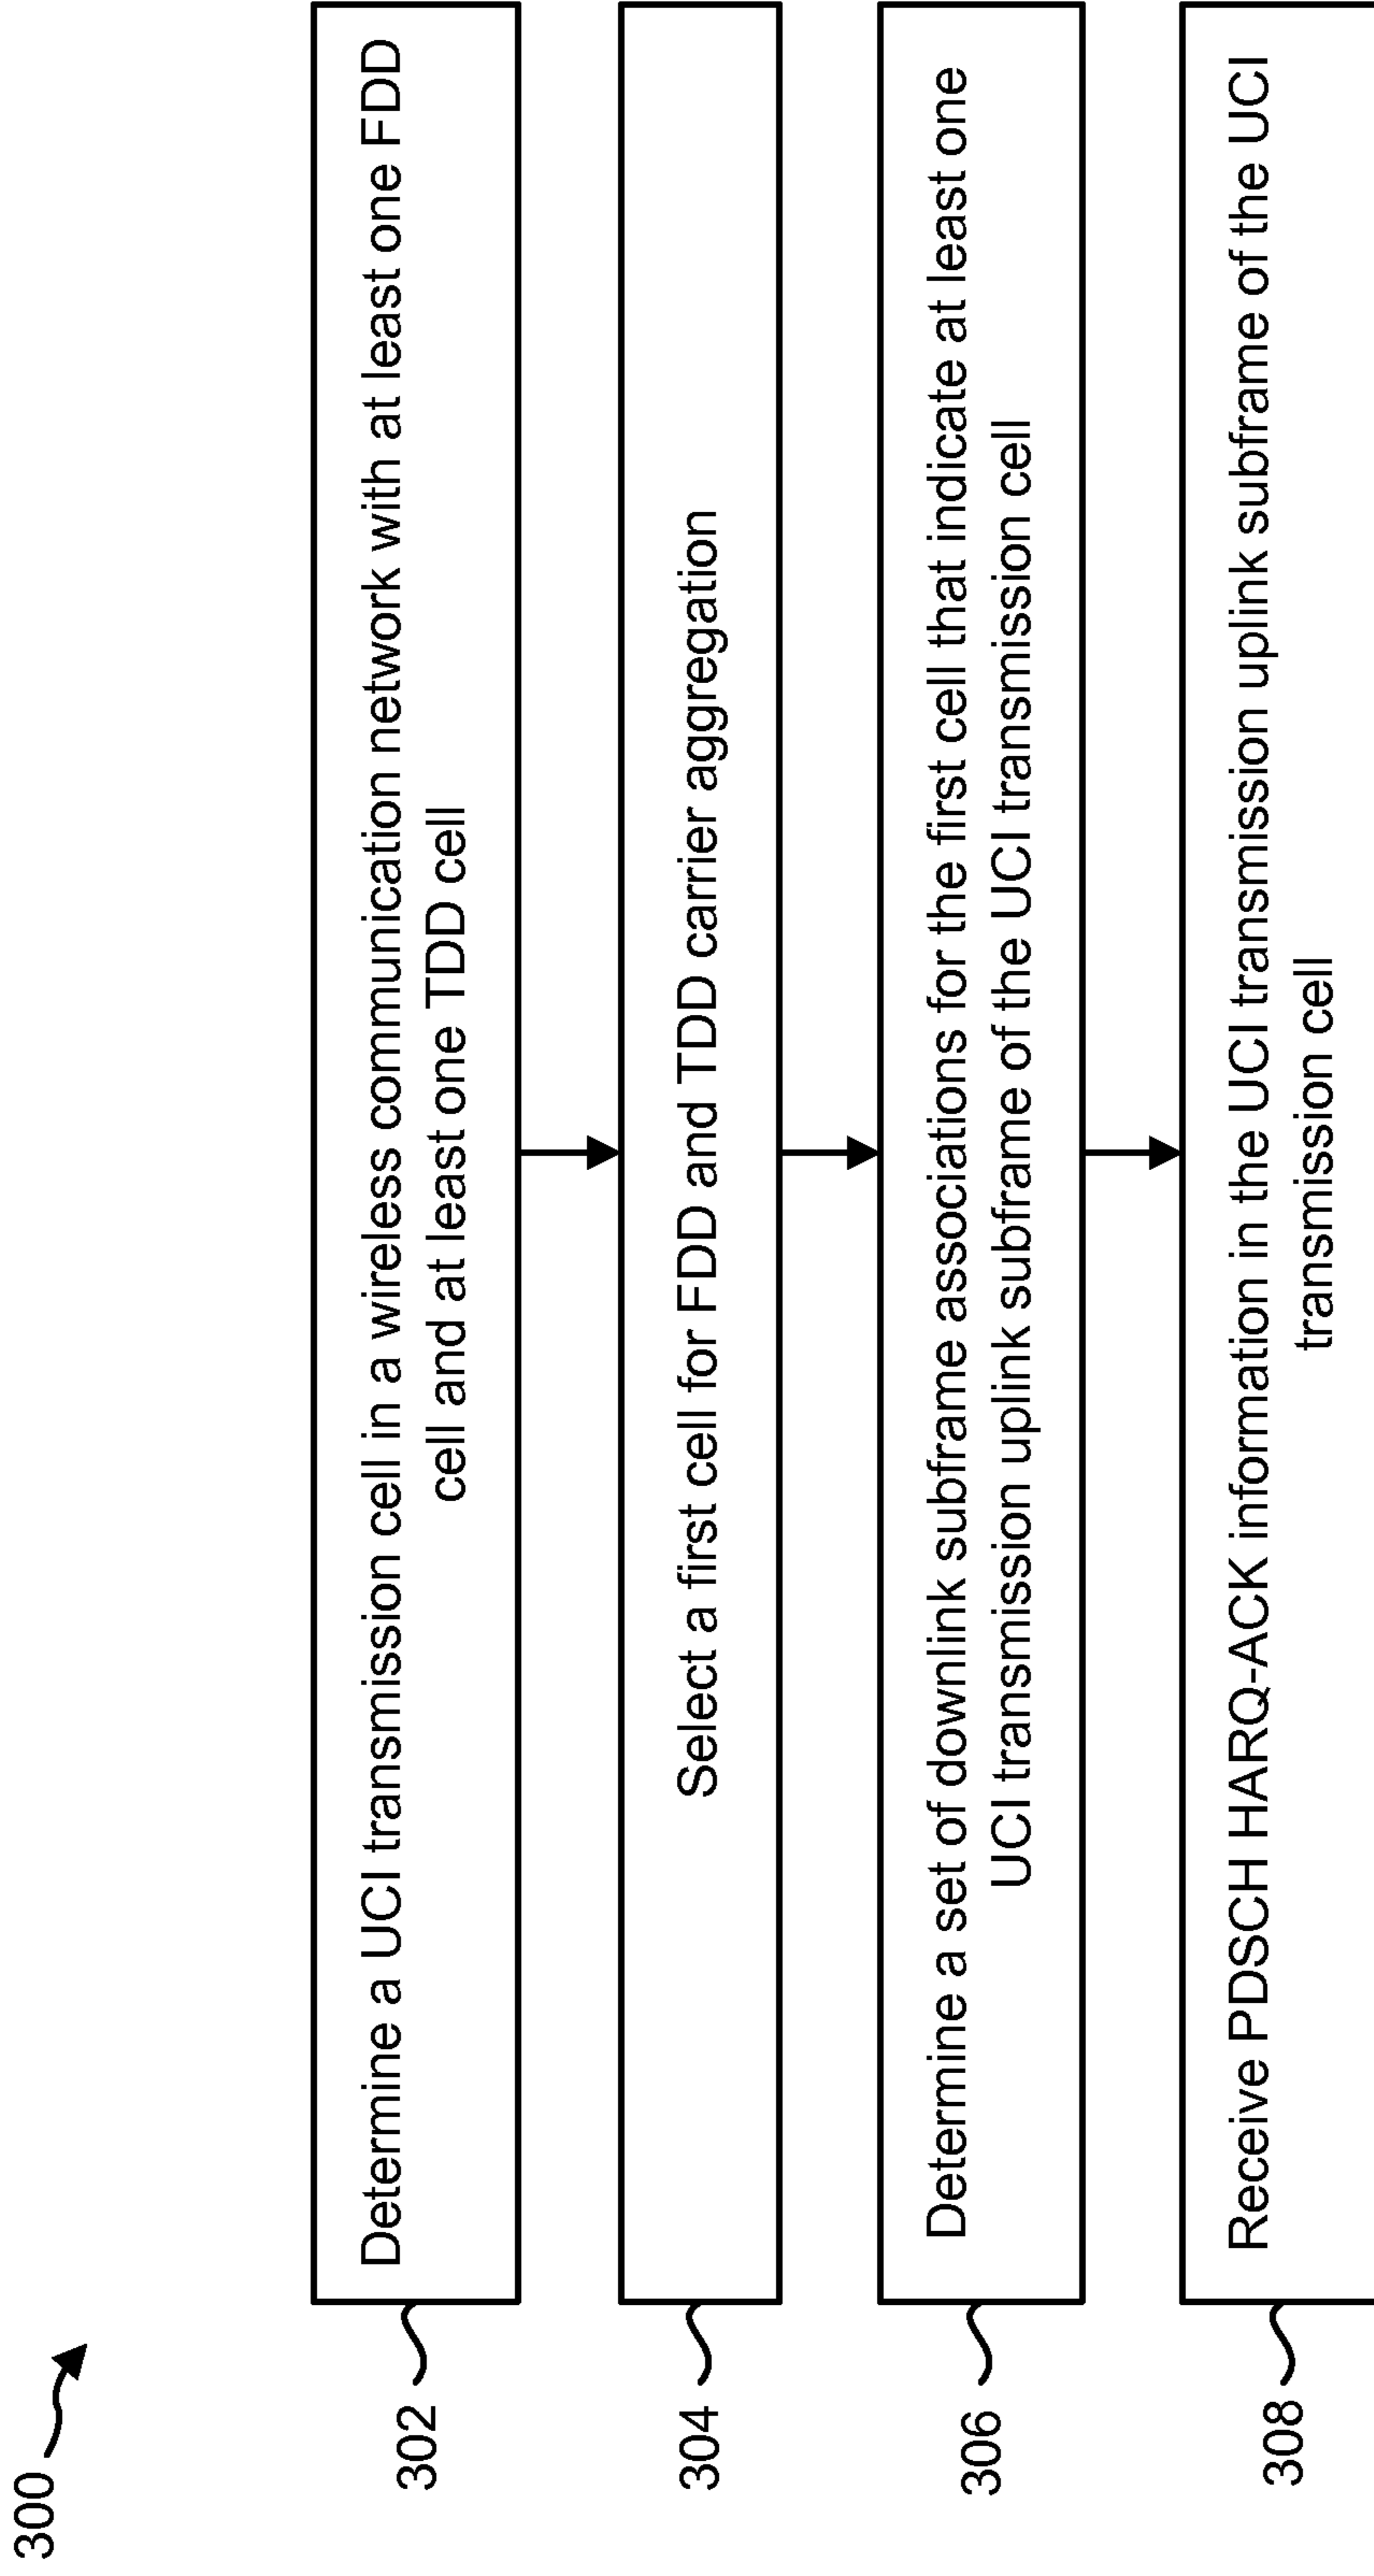 300
302
Determine a UCI transmission cell in a wireless communication network with at least one FDD
cell and at least one TDD cell
304
Select a first cell for FDD and TDD carrier aggregation
306
Determine a set of downlink subframe associations for the first cell that indicate at least one
UCI transmission uplink subframe of the UCI transmission cell
308
Receive PDSCH HARQ-ACK information in the UCI transmission uplink subframe of the UCI
transmission cell